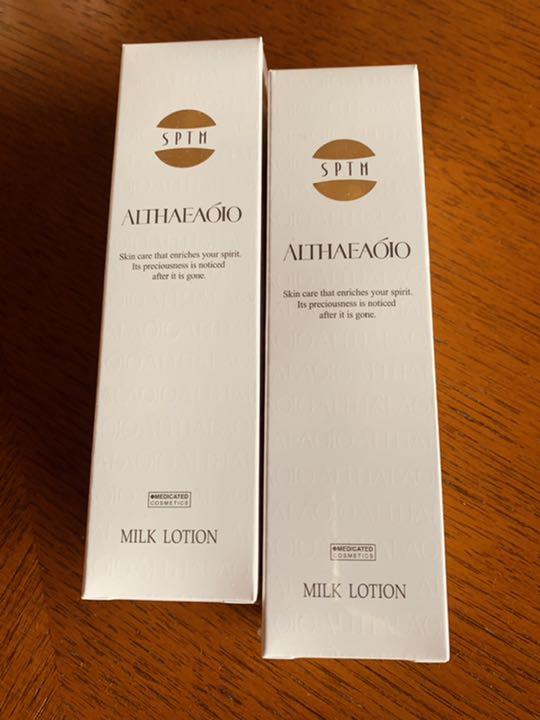 SPTM
ALTHAEAÓIO
Skin care that enriches your spirit.
Its preciousness is noticed
after it is gone.
MEDICATED
COSMETICS
MILK LOTION
SPTM
ALTHAEAÓIO
Skin care that enriches your spirit.
Its preciousness is noticed
after it is gone.
MEDICATED
COSMETICS
MILK LOTION